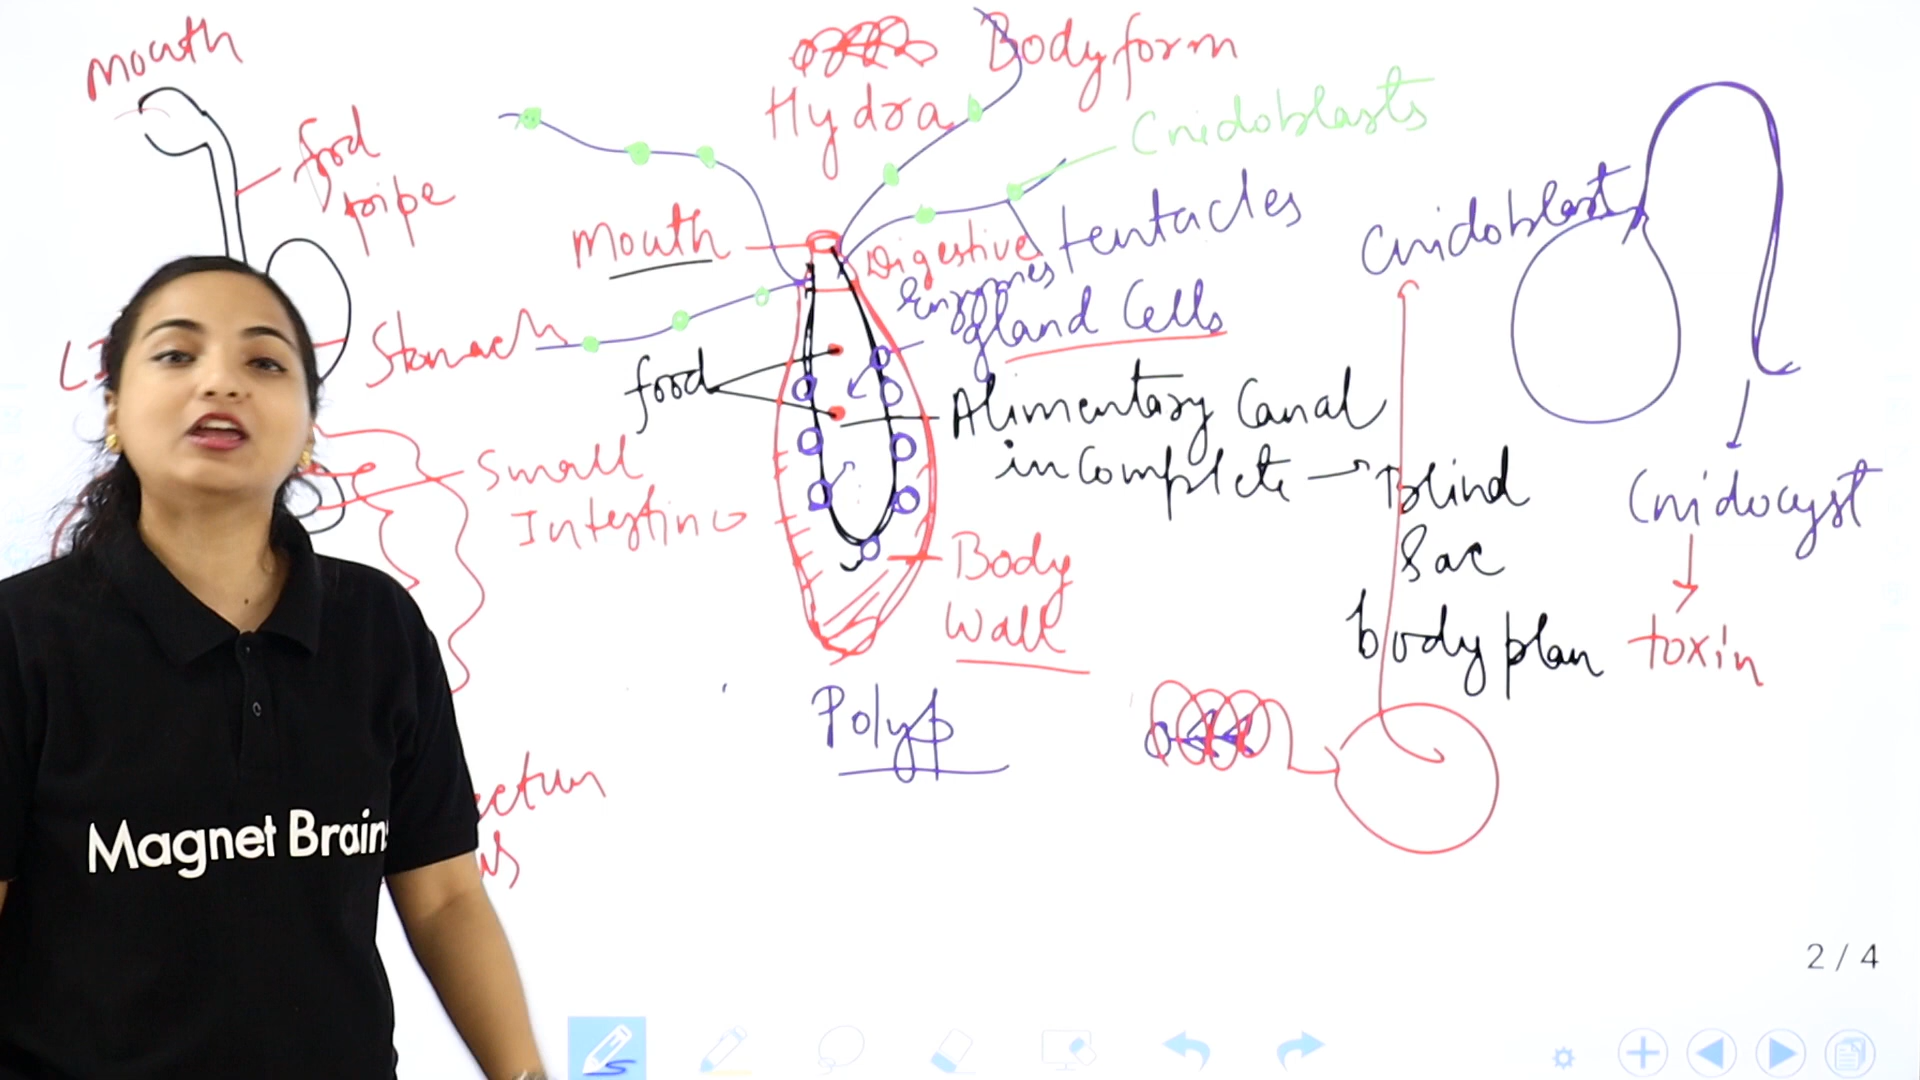 Mouth
food
pipe
Stomach
Small
Intestine
Body form
Hydra
Cnidoblasts
Mouth
Digestive
Enzymes
tentacles
gland Cells
food
Alimentary Canal
incomplete → Blind
Sac
body plan
Body
Wall
Polyp
Cnidoblast
Cnidocyst
toxin
Magnet Brain
2 / 4